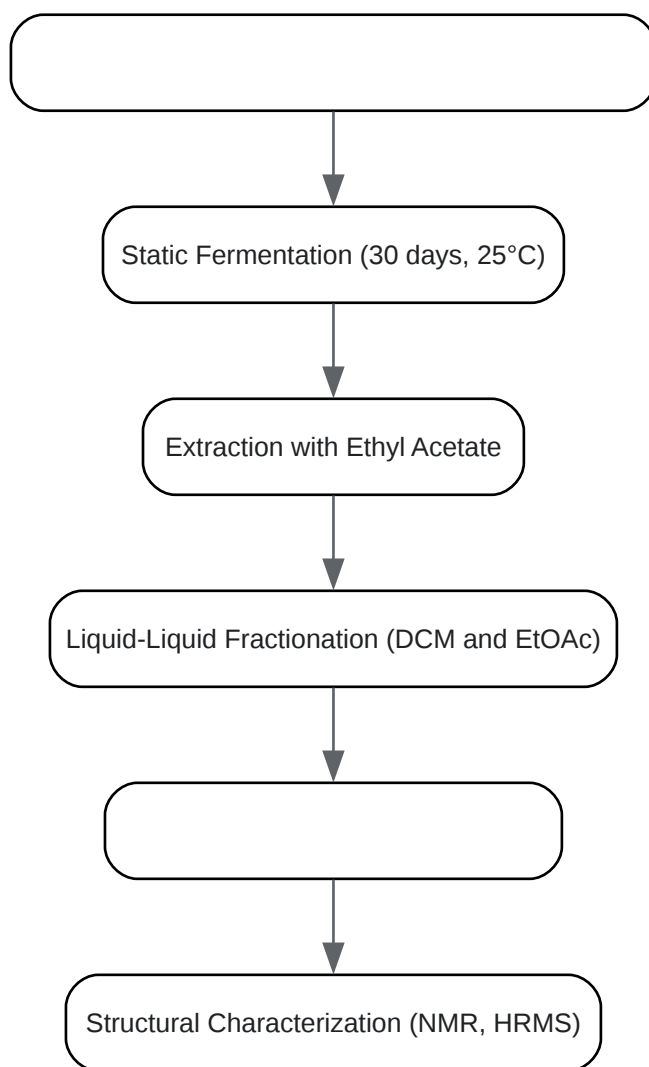 Static Fermentation (30 days, 25°C)
Extraction with Ethyl Acetate
Liquid-Liquid Fractionation (DCM and EtOAc)
Structural Characterization (NMR, HRMS)